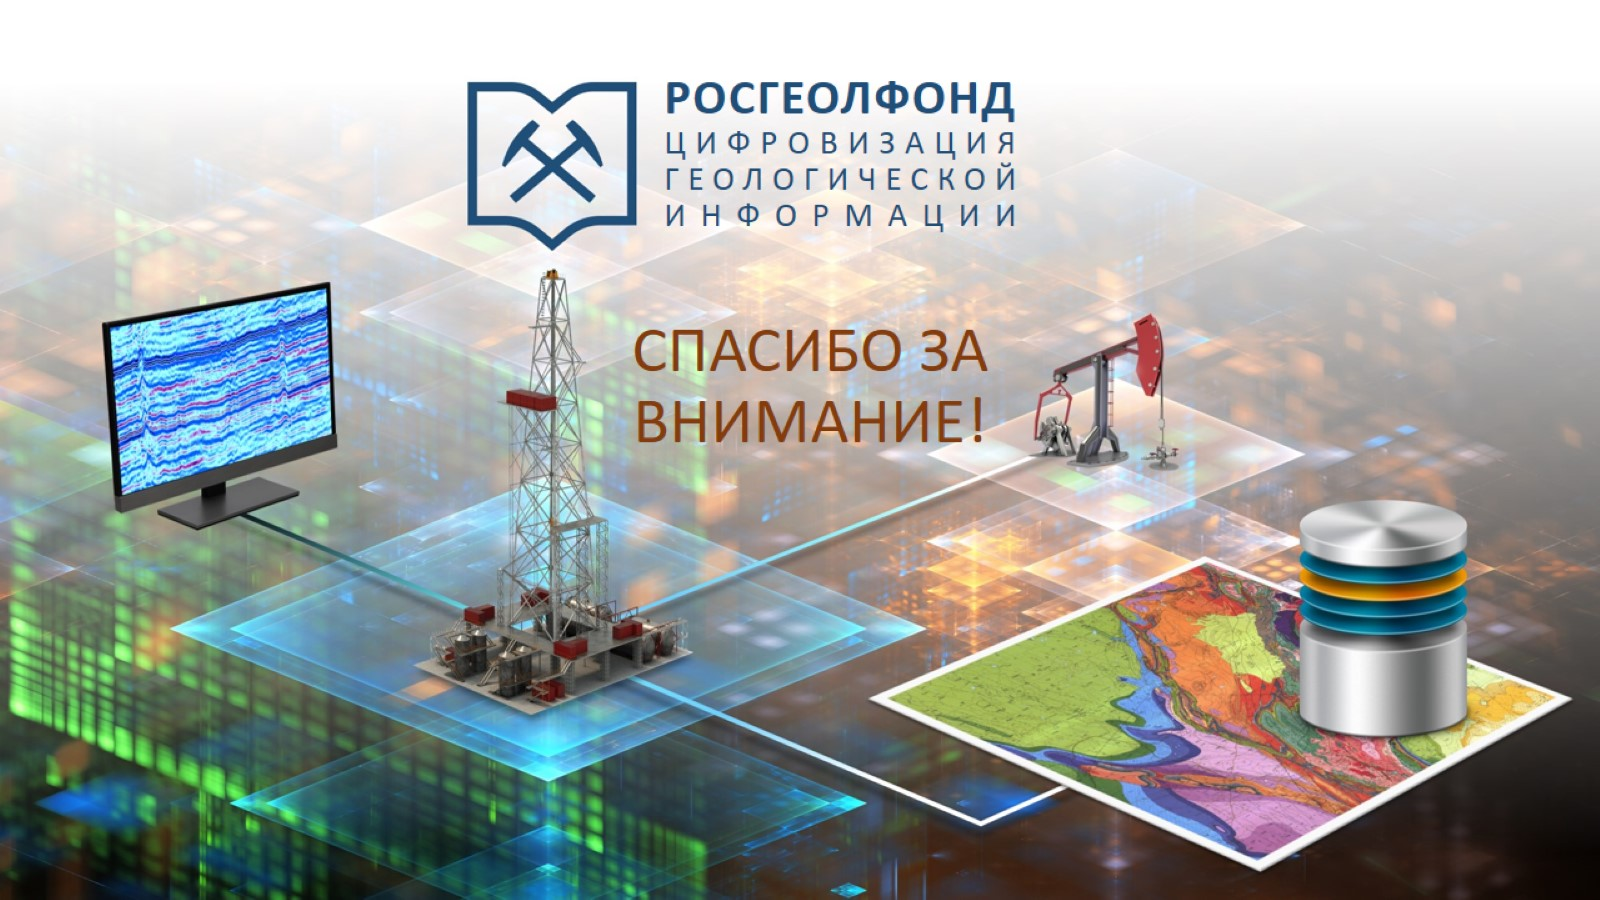 РОСГЕОЛФОНД
ЦИФРОВИЗАЦИЯ
ГЕОЛОГИЧЕСКОЙ
ИНФОРМАЦИИ
СПАСИБО ЗА
ВНИМАНИЕ!